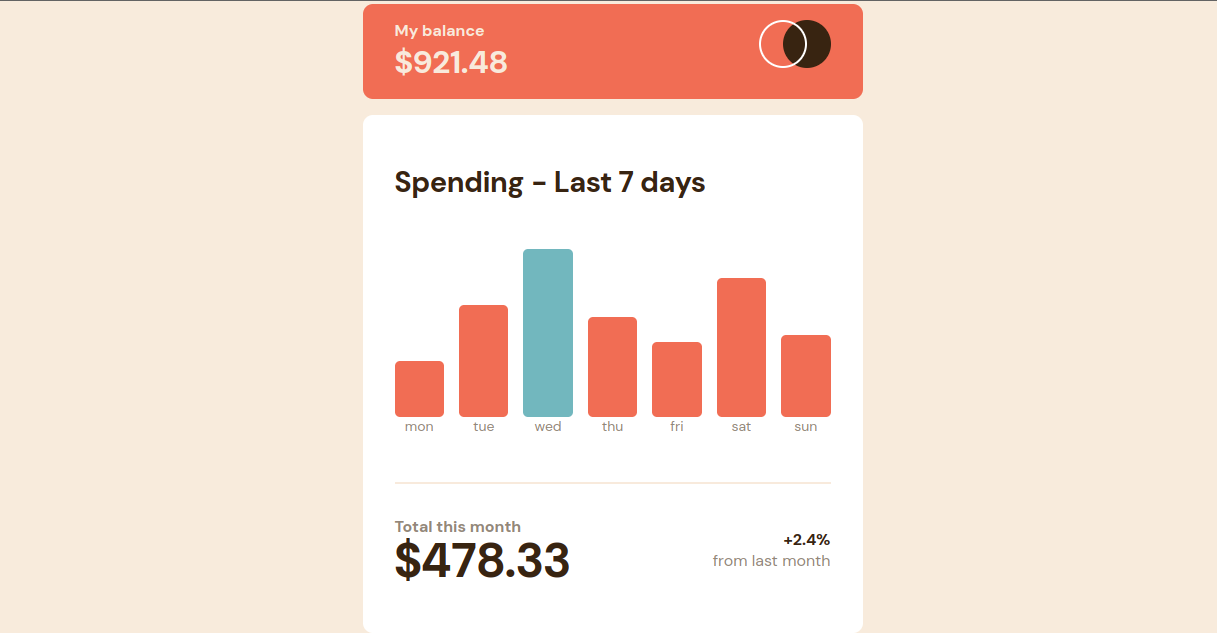 My balance
$921.48
Spending - Last 7 days
mon tue wed thu fri sat sun
Total this month
$478.33
+2.4%
from last month